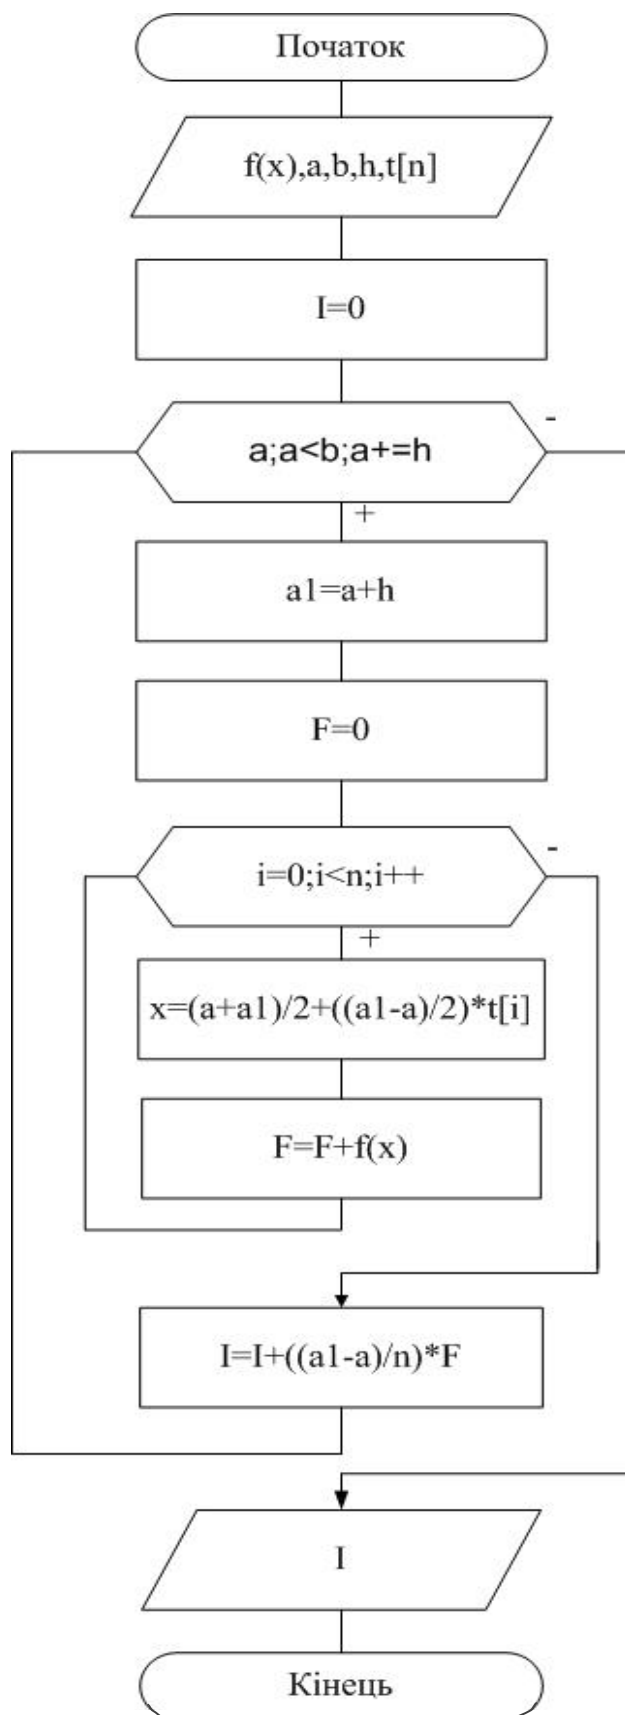 Початок
f(x),a,b,h,t[n]
I=0
-
a;a<b;a+=h
+
a1=a+h
F=0
-
i=0;i<n;i++
+
x=(a+a1)/2+((a1-a)/2)*t[i]
F=F+f(x)
I=I+((a1-a)/n)*F
I
Кінець